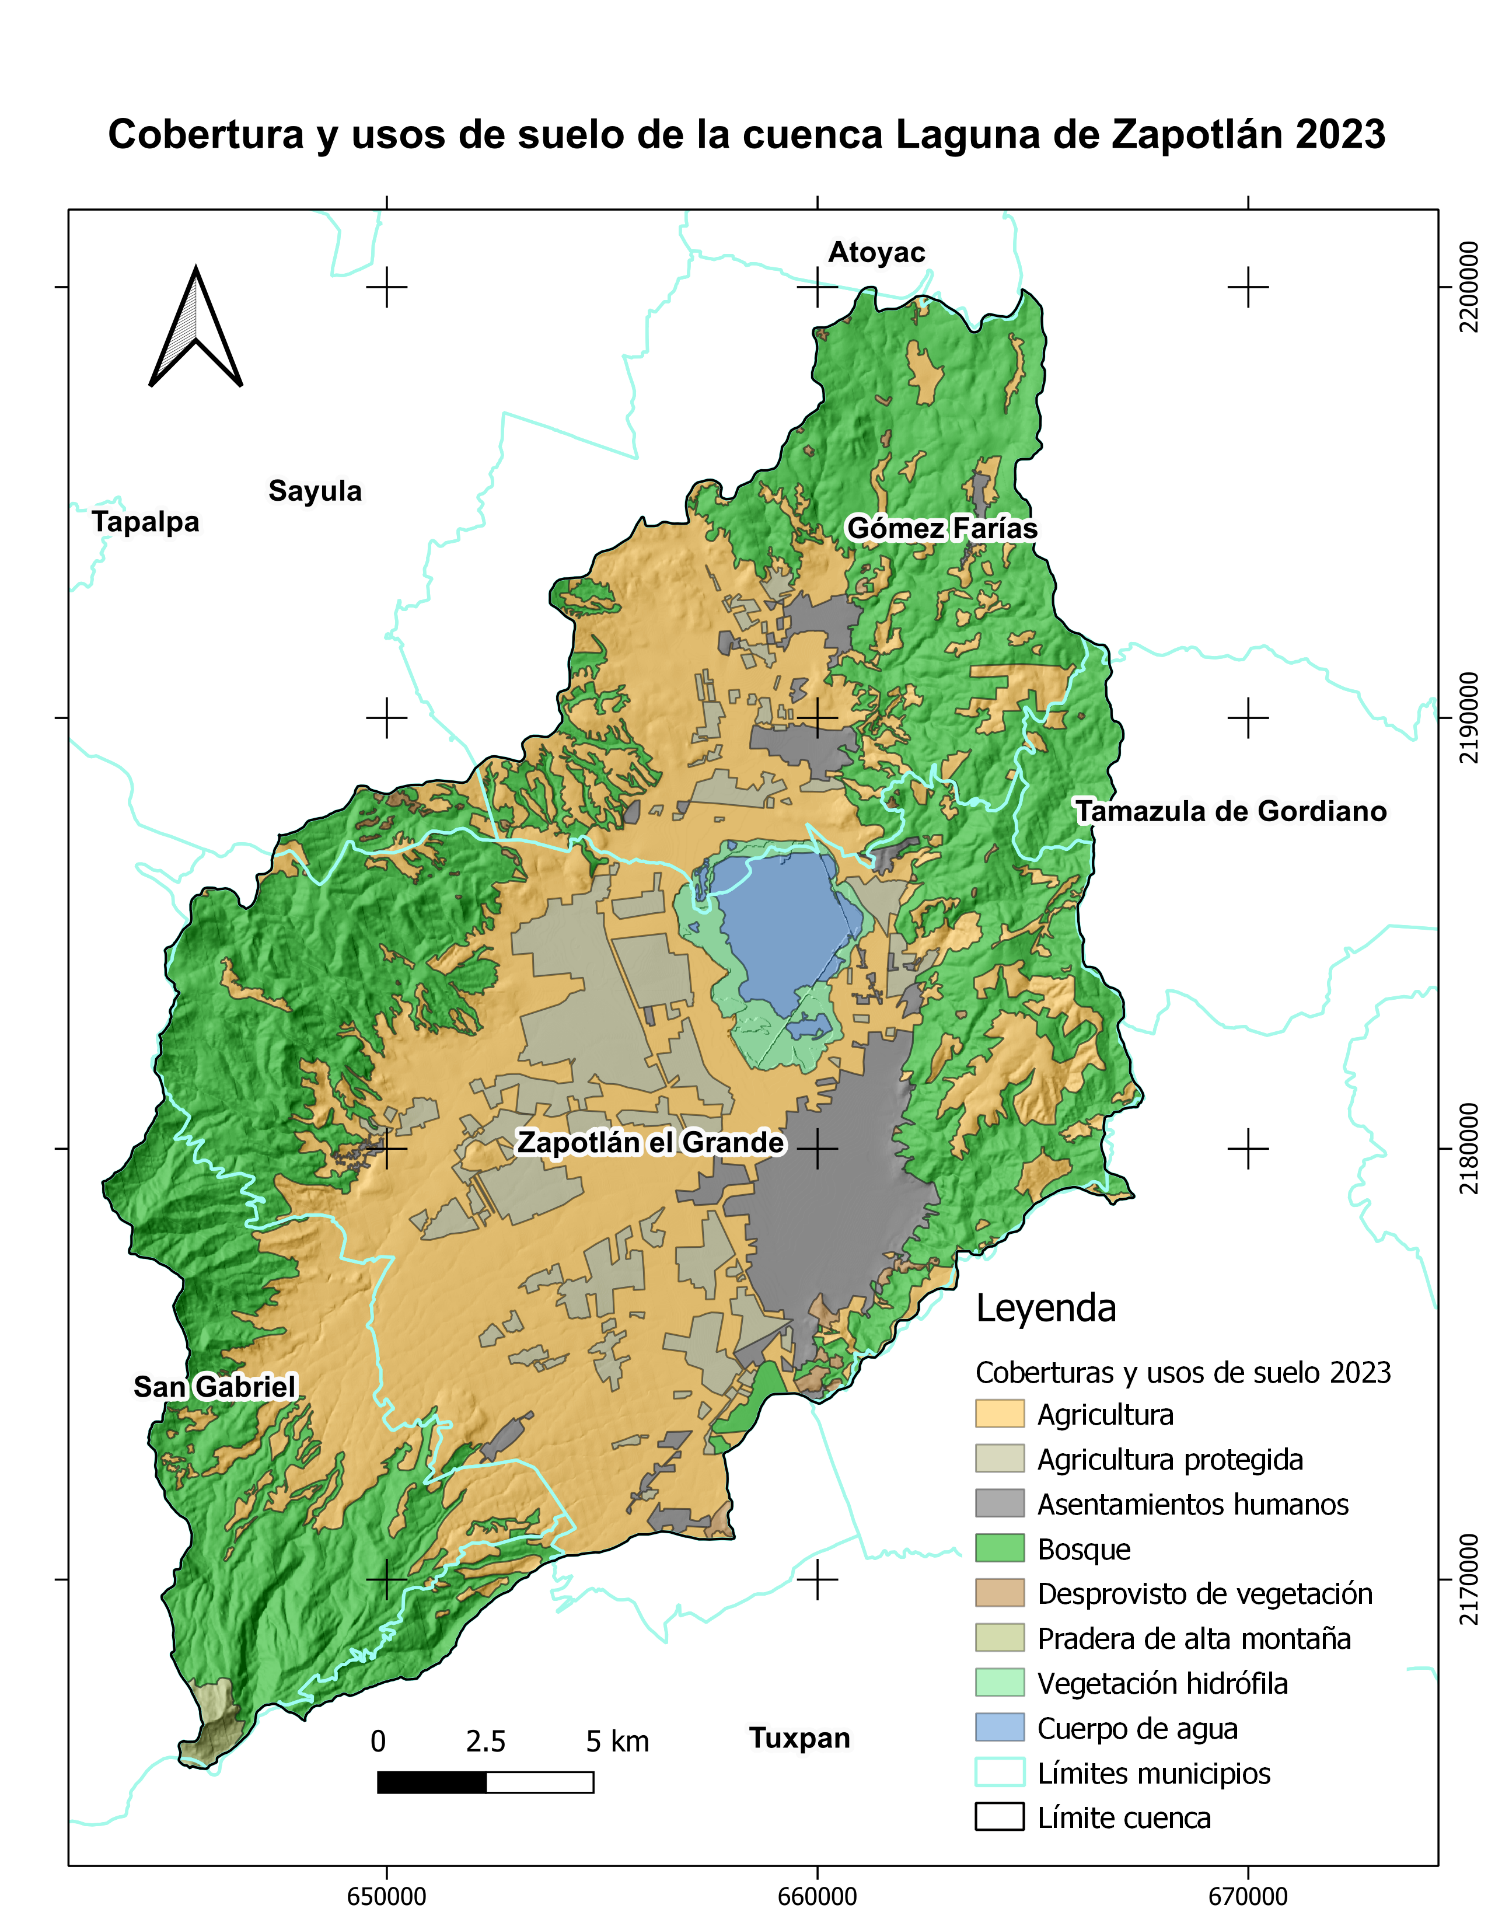 Cobertura y usos de suelo de la cuenca Laguna de Zapotlán 2023
Atoyac
2200000
Sayula
Tapalpa
Gómez Farías
2190000
Tamazula de Gordiano
Zapotlán el Grande
2180000
San Gabriel
Leyenda
Coberturas y usos de suelo 2023
Agricultura
Agricultura protegida
Asentamientos humanos
Bosque
Desprovisto de vegetación
Pradera de alta montaña
Vegetación hidrófila
Cuerpo de agua
Límites municipios
Límite cuenca
2170000
Tuxpan
0 2.5 5 km
650000 660000 670000